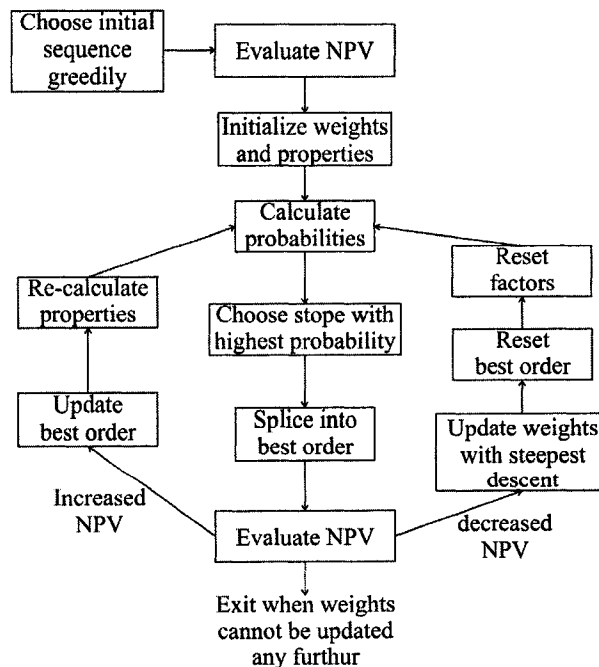 Choose initial
sequence
greedily
Evaluate NPV
Initialize weights
and properties
Calculate
probabilities
Re-calculate
properties
Choose stope with
highest probability
Reset
factors
Reset
best order
Update
best order
Splice into
best order
Update weights
with steepest
descent
Increased
NPV
Evaluate NPV
decreased
NPV
Exit when weights
cannot be updated
any furthur